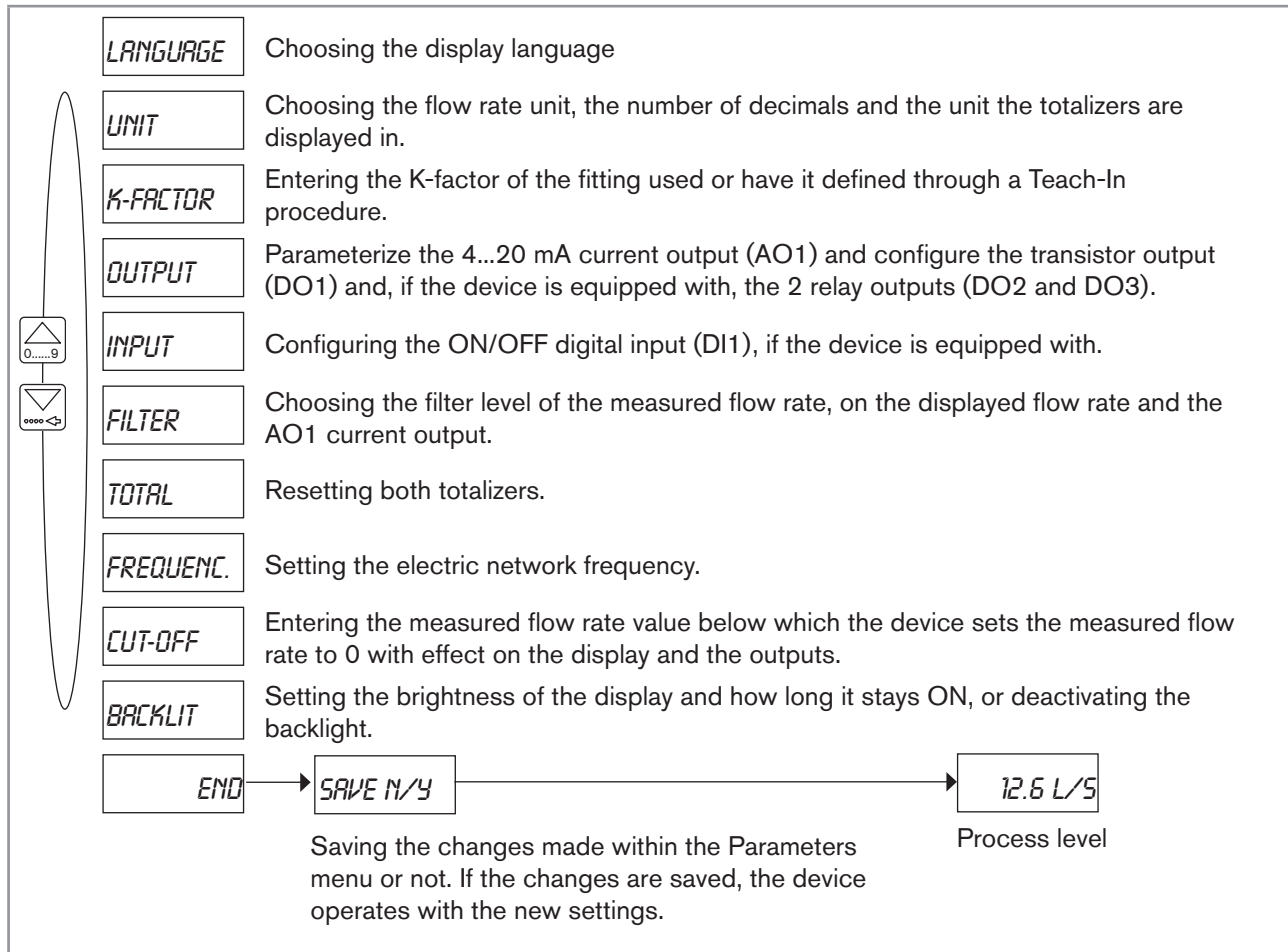 LANGUAGE Choosing the display language
UNIT Choosing the flow rate unit, the number of decimals and the unit the totalizers are
displayed in.
K-FACTOR Entering the K-factor of the fitting used or have it defined through a Teach-In
procedure.
OUTPUT Parameterize the 4...20 mA current output (AO1) and configure the transistor output
(DO1) and, if the device is equipped with, the 2 relay outputs (DO2 and DO3).
0......9
INPUT Configuring the ON/OFF digital input (DI1), if the device is equipped with.
FILTER Choosing the filter level of the measured flow rate, on the displayed flow rate and the
AO1 current output.
TOTAL Resetting both totalizers.
FREQUENC. Setting the electric network frequency.
CUT-OFF Entering the measured flow rate value below which the device sets the measured flow
rate to 0 with effect on the display and the outputs.
BACKLIT Setting the brightness of the display and how long it stays ON, or deactivating the
backlight.
END SAVE N/Y 12.6 L/S
Process level
Saving the changes made within the Parameters
menu or not. If the changes are saved, the device
operates with the new settings.